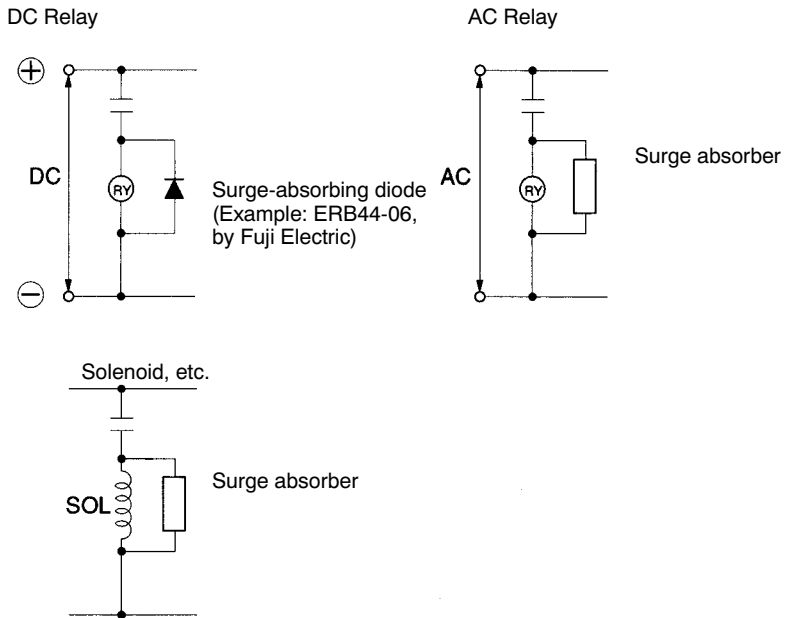 DC Relay
AC Relay
⊕
DC
RY
Surge-absorbing diode
(Example: ERB44-06,
by Fuji Electric)
⊖
AC
RY
Surge absorber
Solenoid, etc.
SOL
Surge absorber